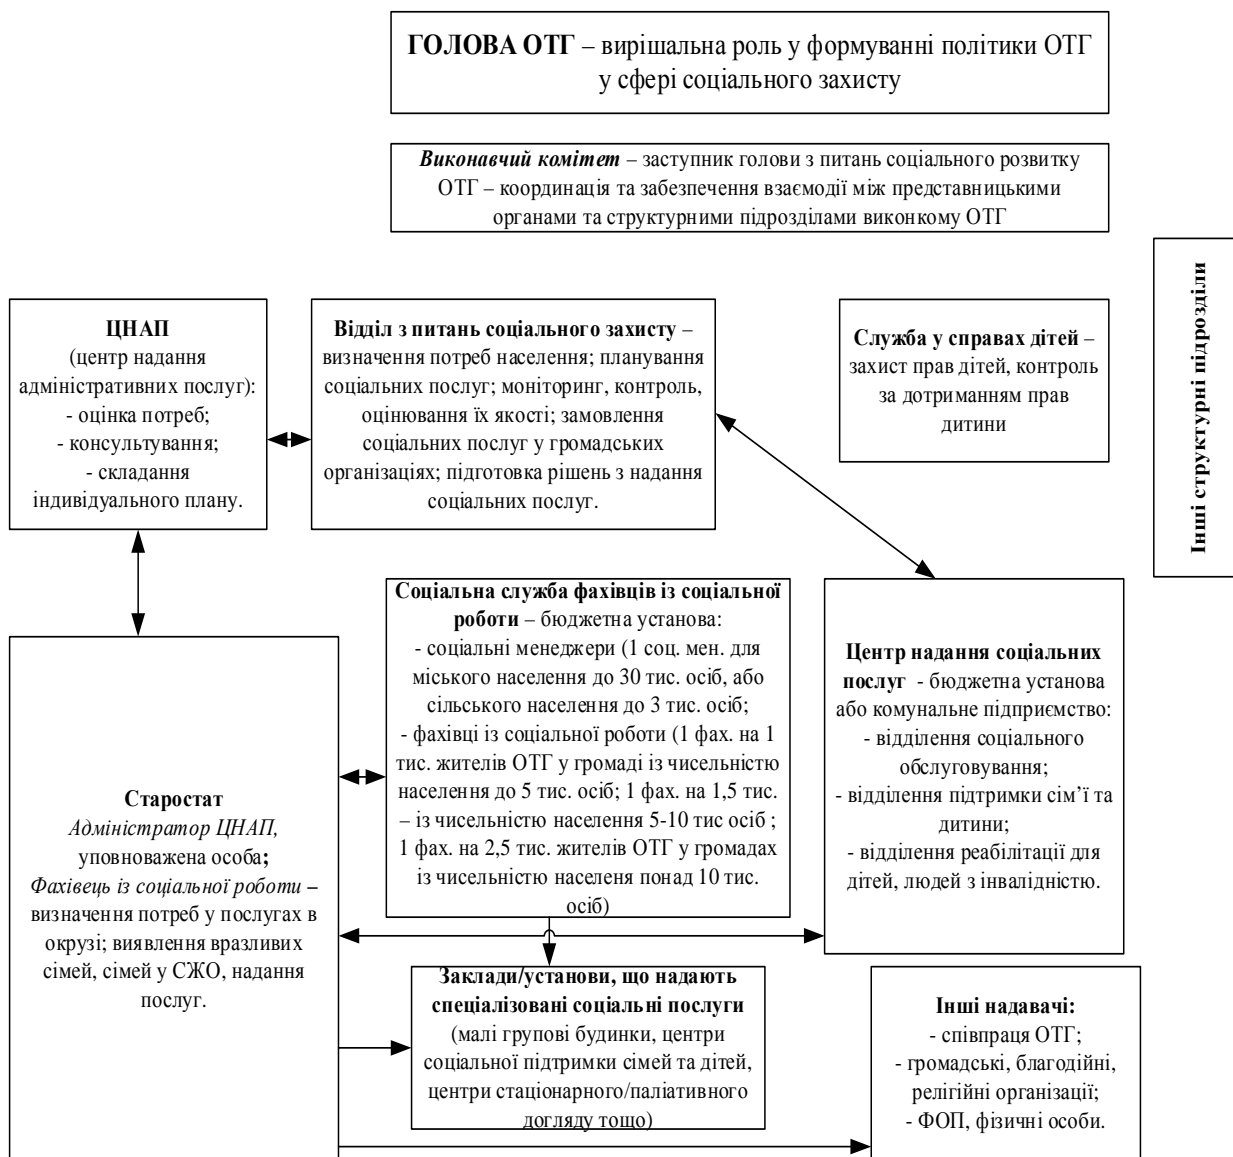 ГОЛОВА ОТГ – вирішальна роль у формуванні політики ОТГ
у сфері соціального захисту
Виконавчий комітет – заступник голови з питань соціального розвитку
ОТГ – координація та забезпечення взаємодії між представницькими
органами та структурними підрозділами виконкому ОТГ
Інші структурні підрозділи
ЦНАП
(центр надання
адміністративних послуг):
- оцінка потреб;
- консультування;
- складання
індивідуального плану.
Відділ з питань соціального захисту –
визначення потреб населення; планування
соціальних послуг; моніторинг, контроль,
оцінювання їх якості; замовлення
соціальних послуг у громадських
організаціях; підготовка рішень з надання
соціальних послуг.
Служба у справах дітей –
захист прав дітей, контроль
за дотриманням прав
дитини
Соціальна служба фахівців із соціальної
роботи – бюджетна установа:
- соціальні менеджери (1 соц. мен. для
міського населення до 30 тис. осіб, або
сільського населення до 3 тис. осіб;
- фахівці із соціальної роботи (1 фах. на 1
тис. жителів ОТГ у громаді із чисельністю
населення до 5 тис. осіб; 1 фах. на 1,5 тис.
– із чисельністю населення 5-10 тис осіб ;
1 фах. на 2,5 тис. жителів ОТГ у громадах
із чисельністю населеня понад 10 тис.
осіб)
Центр надання соціальних
послуг - бюджетна установа
або комунальне підприємство:
- відділення соціального
обслуговування;
- відділення підтримки сім’ї та
дитини;
- відділення реабілітації для
дітей, людей з інвалідністю.
Старостат
Адміністратор ЦНАП,
уповноважена особа;
Фахівець із соціальної роботи –
визначення потреб у послугах в
окрузі; виявлення вразливих
сімей, сімей у СЖО, надання
послуг.
Заклади/установи, що надають
спеціалізовані соціальні послуги
(малі групові будинки, центри
соціальної підтримки сімей та дітей,
центри стаціонарного/паліативного
догляду тощо)
Інші надавачі:
- співпраця ОТГ;
- громадські, благодійні,
релігійні організації;
- ФОП, фізичні особи.